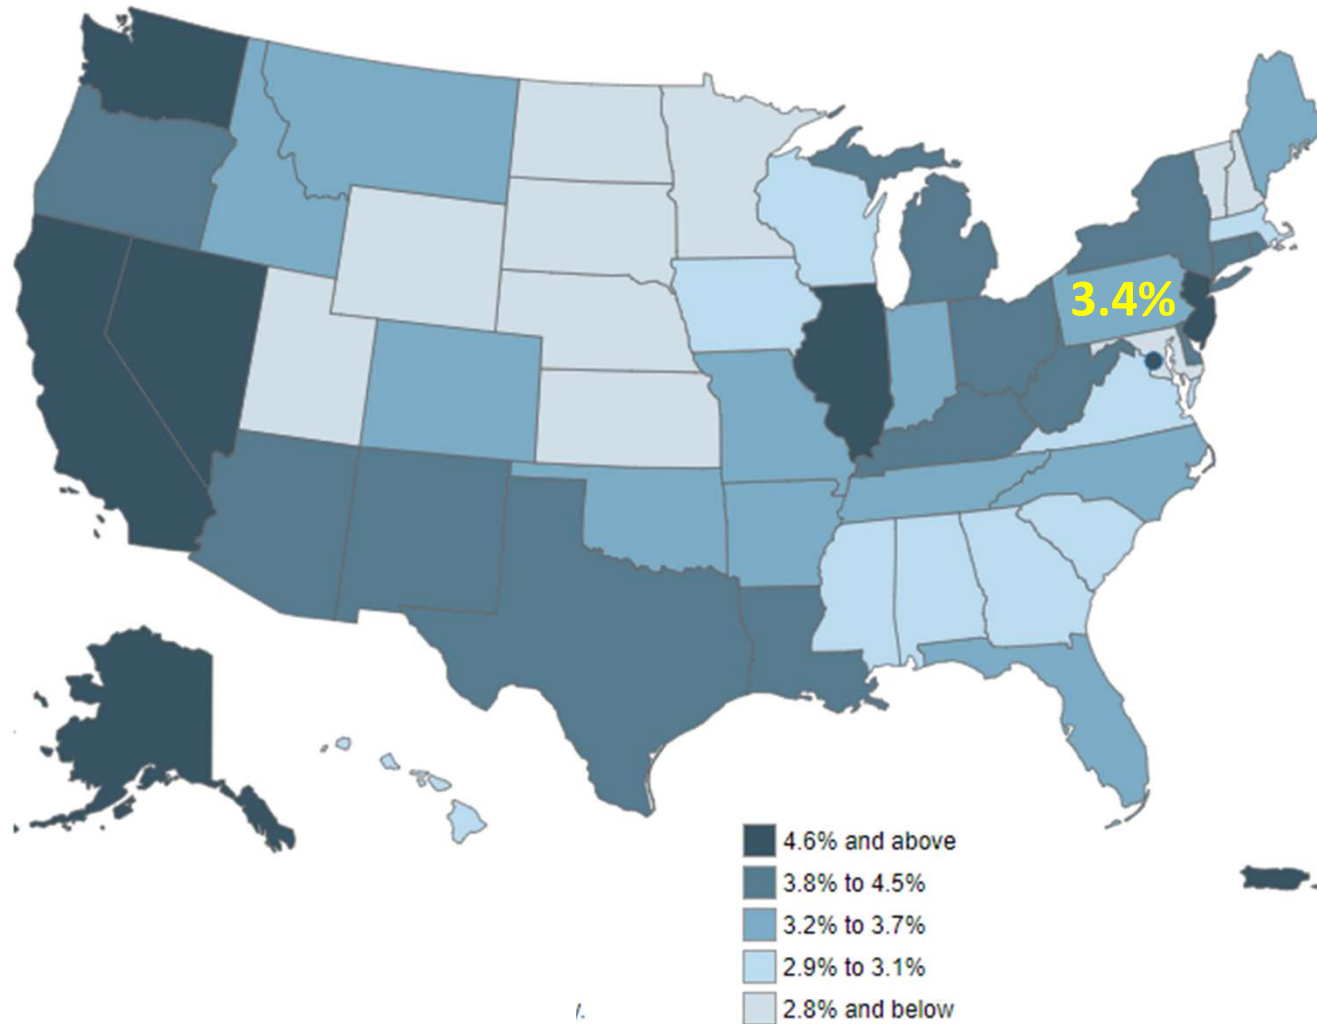 3.4%
4.6% and above
3.8% to 4.5%
3.2% to 3.7%
2.9% to 3.1%
2.8% and below